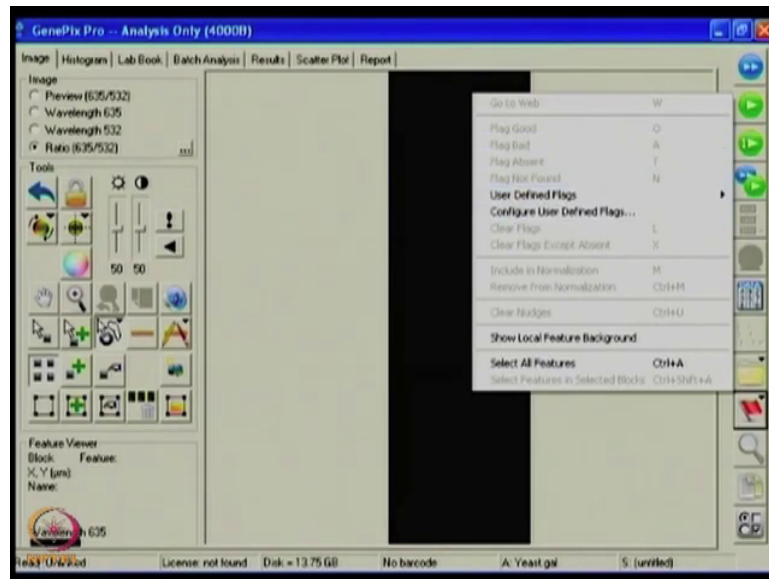 GenePix Pro -- Analysis Only (4000B)
Image Histogram Lab Book Batch Analysis Results Scatter Plot Report
Image
Preview (635/532)
Wavelength 635
Wavelength 532
Ratio (635/532)
...
Tools
50 50
Feature Viewer
Block Feature:
X, Y (µm):
Name:
Wavelength 635
Go to Web W
Flag Good O
Flag Bad A
Flag Absent T
Flag Not Found N
User Defined Flags
Configure User Defined Flags...
Clear Flags L
Clear Flags Except Absent X
Include in Normalization M
Remove from Normalization Ctrl+M
Clear Nudges Ctrl+U
Show Local Feature Background
Select All Features Ctrl+A
Select Features in Selected Blocks Ctrl+Shift+A
License: not found Disk = 13.75 GB No barcode A: Yeast.gal S: (untitled)